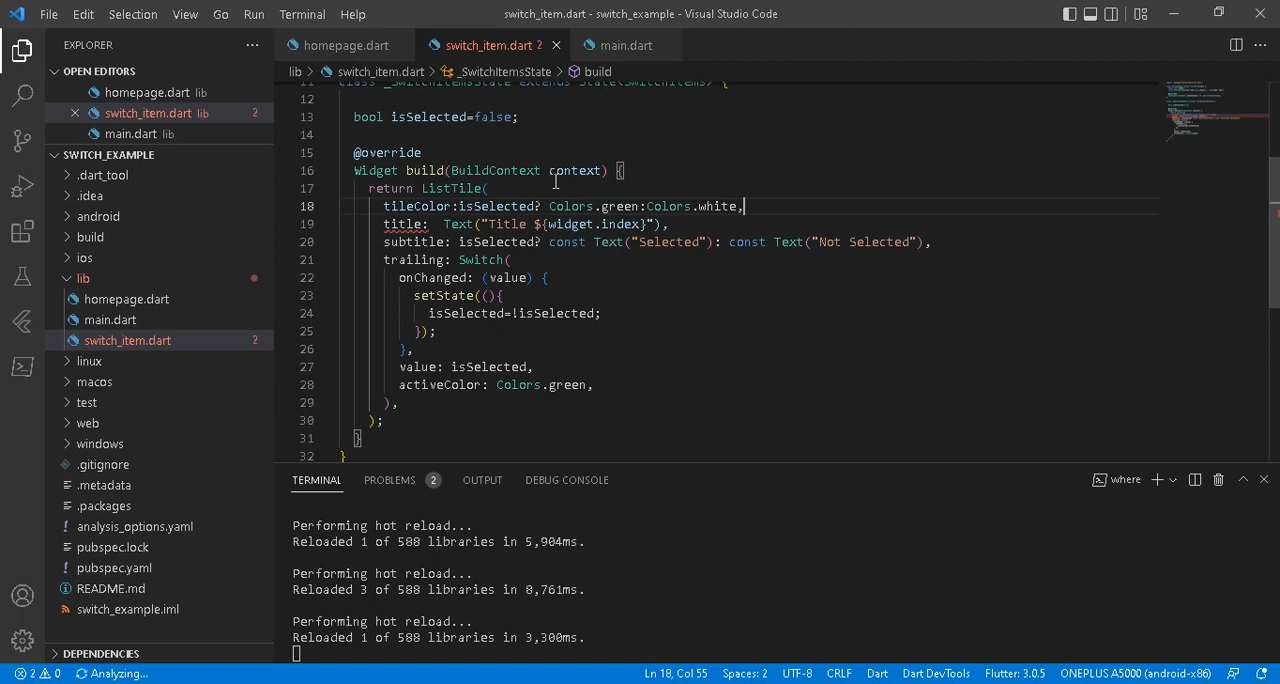 File Edit Selection View Go Run Terminal Help switch_item.dart - switch_example - Visual Studio Code
EXPLORER
OPEN EDITORS
homepage.dart lib
switch_item.dart lib 2
main.dart lib
SWITCH_EXAMPLE
.dart_tool
.idea
android
build
ios
lib
homepage.dart
main.dart
switch_item.dart 2
linux
macos
test
web
windows
.gitignore
.metadata
.packages
analysis_options.yaml
pubspec.lock
pubspec.yaml
README.md
switch_example.iml
DEPENDENCIES
homepage.dart switch_item.dart 2 main.dart
lib > switch_item.dart > _SwitchItemsState > build
11 class _SwitchItemsState extends State<SwitchItems> {
12
13 bool isSelected=false;
14
15 @override
16 Widget build(BuildContext context) {
17 return ListTile(
18 tileColor:isSelected? Colors.green:Colors.white,
19 title:  Text("Title ${widget.index}"),
20 subtitle: isSelected? const Text("Selected"): const Text("Not Selected"),
21 trailing: Switch(
22 onChanged: (value) {
23 setState((){
24 isSelected=!isSelected;
25 });
26 },
27 value: isSelected,
28 activeColor: Colors.green,
29 ),
30 );
31 }
32 }
TERMINAL PROBLEMS 2 OUTPUT DEBUG CONSOLE where
Performing hot reload...
Reloaded 1 of 588 libraries in 5,904ms.
Performing hot reload...
Reloaded 3 of 588 libraries in 8,761ms.
Performing hot reload...
Reloaded 1 of 588 libraries in 3,300ms.
2 0 Analyzing... Ln 18, Col 55 Spaces: 2 UTF-8 CRLF Dart Dart DevTools Flutter: 3.0.5 ONEPLUS A5000 (android-x86)